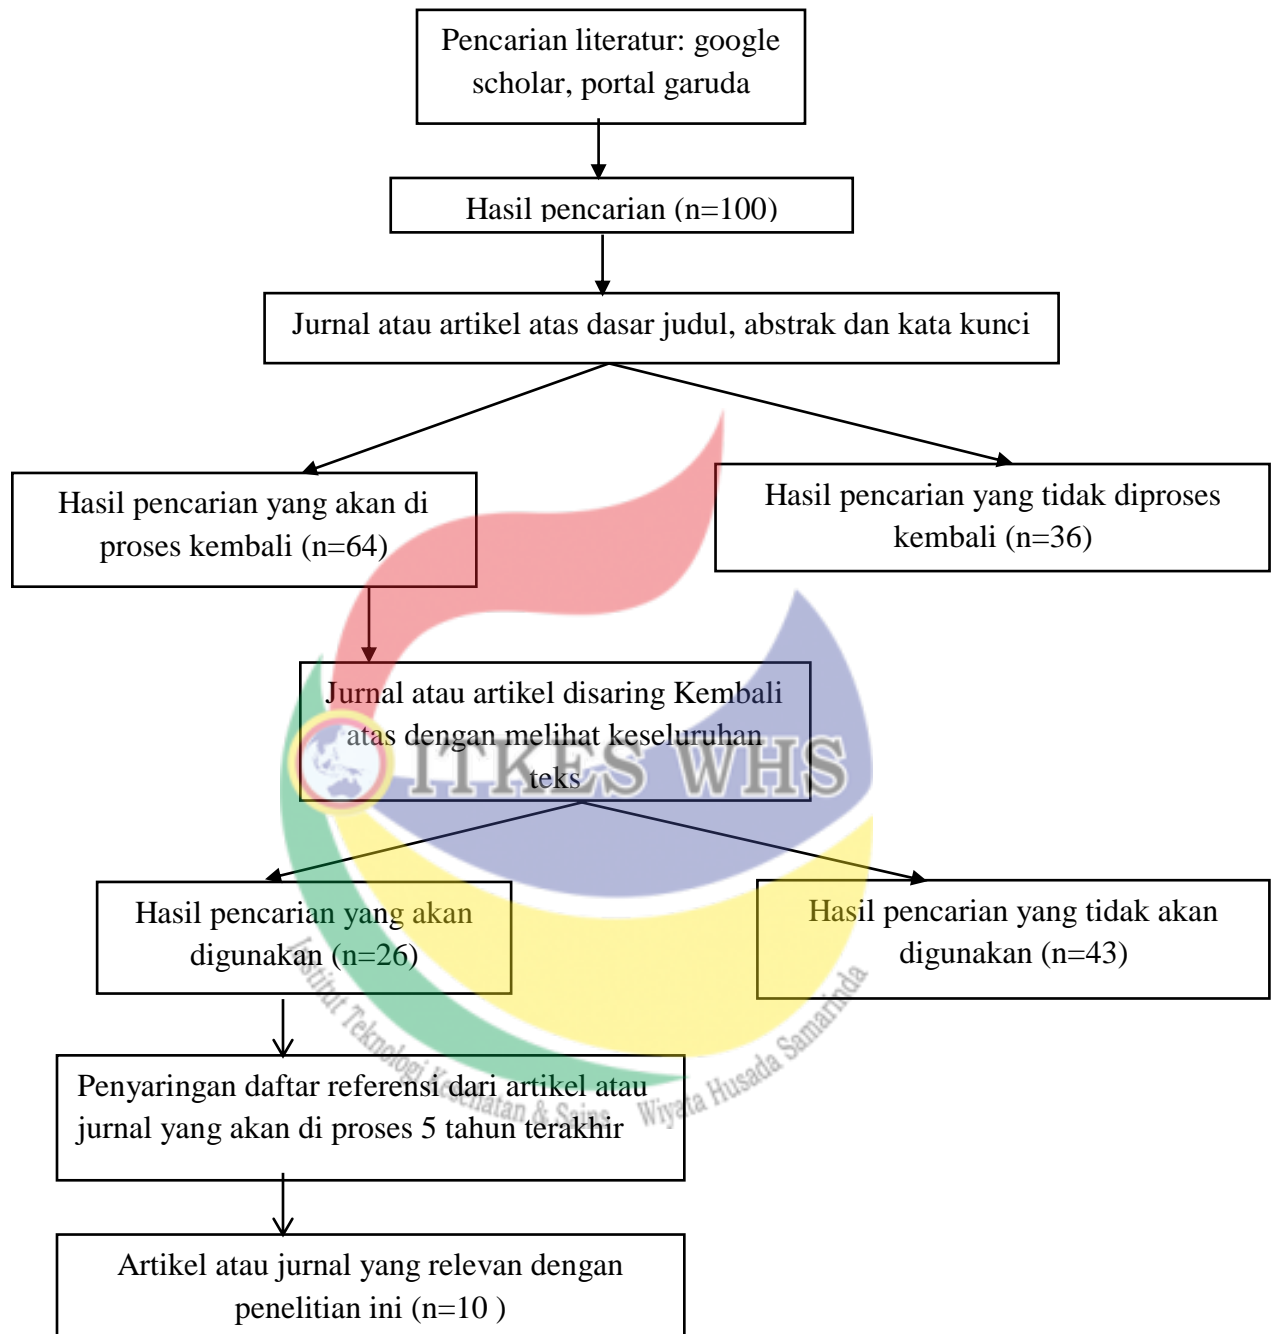 Pencarian literatur: google
scholar, portal garuda
Hasil pencarian (n=100)
Jurnal atau artikel atas dasar judul, abstrak dan kata kunci
Hasil pencarian yang akan di
proses kembali (n=64)
Hasil pencarian yang tidak diproses
kembali (n=36)
Jurnal atau artikel disaring Kembali
atas dengan melihat keseluruhan
teks
ITKES WHS
Hasil pencarian yang akan
digunakan (n=26)
Hasil pencarian yang tidak akan
digunakan (n=43)
Institut Teknologi Kesehatan & Sains Wiyata Husada Samarinda
Penyaringan daftar referensi dari artikel atau
jurnal yang akan di proses 5 tahun terakhir
Artikel atau jurnal yang relevan dengan
penelitian ini (n=10 )